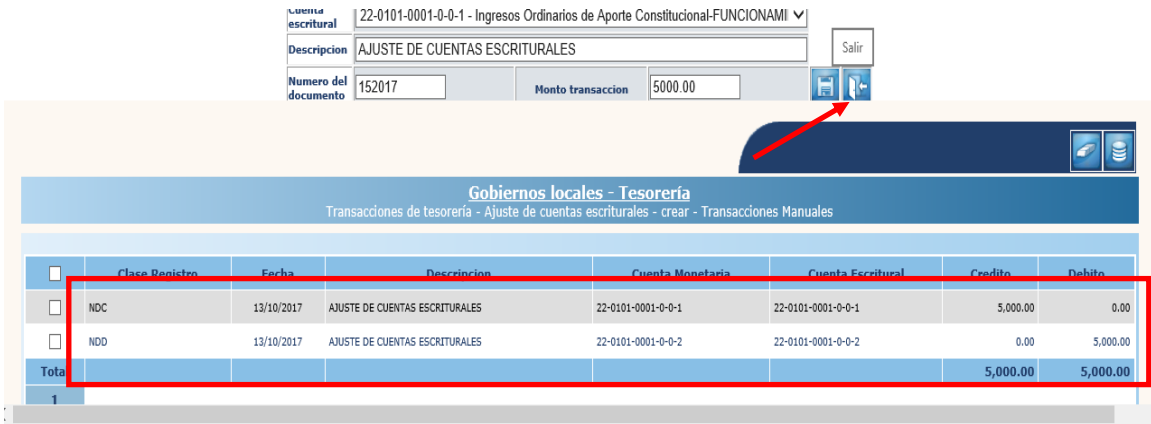 Cuenta escritural 22-0101-0001-0-0-1 - Ingresos Ordinarios de Aporte Constitucional-FUNCIONAMI
Descripcion AJUSTE DE CUENTAS ESCRITURALES Salir
Numero del documento 152017 Monto transaccion 5000.00
Gobiernos locales - Tesorería
Transacciones de tesorería - Ajuste de cuentas escriturales - crear - Transacciones Manuales
Clase Registro Fecha Descripcion Cuenta Monetaria Cuenta Escritural Credito Debito
NDC 13/10/2017 AJUSTE DE CUENTAS ESCRITURALES 22-0101-0001-0-0-1 22-0101-0001-0-0-1 5,000.00 0.00
NDD 13/10/2017 AJUSTE DE CUENTAS ESCRITURALES 22-0101-0001-0-0-2 22-0101-0001-0-0-2 0.00 5,000.00
Tota 5,000.00 5,000.00
1